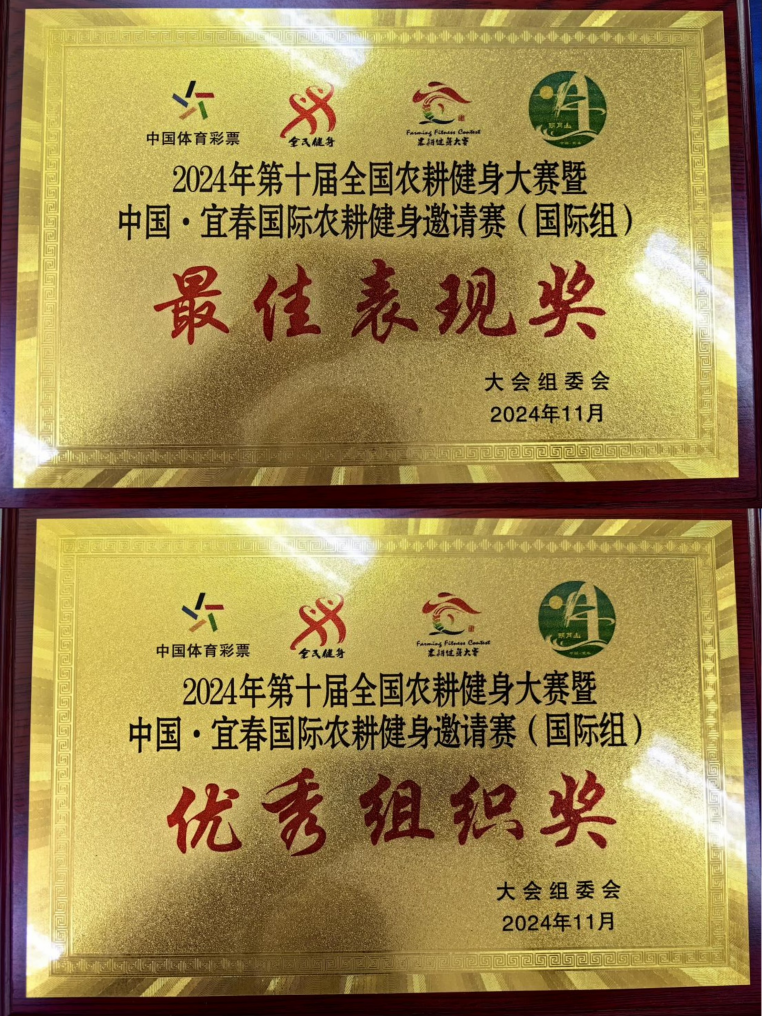 中国体育彩票
全民健身
Farming Fitness Contest
农耕健身大赛
明月山
2024年第十届全国农耕健身大赛暨
中国·宜春国际农耕健身邀请赛（国际组）
最佳表现奖
大会组委会
2024年11月
中国体育彩票
全民健身
Farming Fitness Contest
农耕健身大赛
明月山
2024年第十届全国农耕健身大赛暨
中国·宜春国际农耕健身邀请赛（国际组）
优秀组织奖
大会组委会
2024年11月